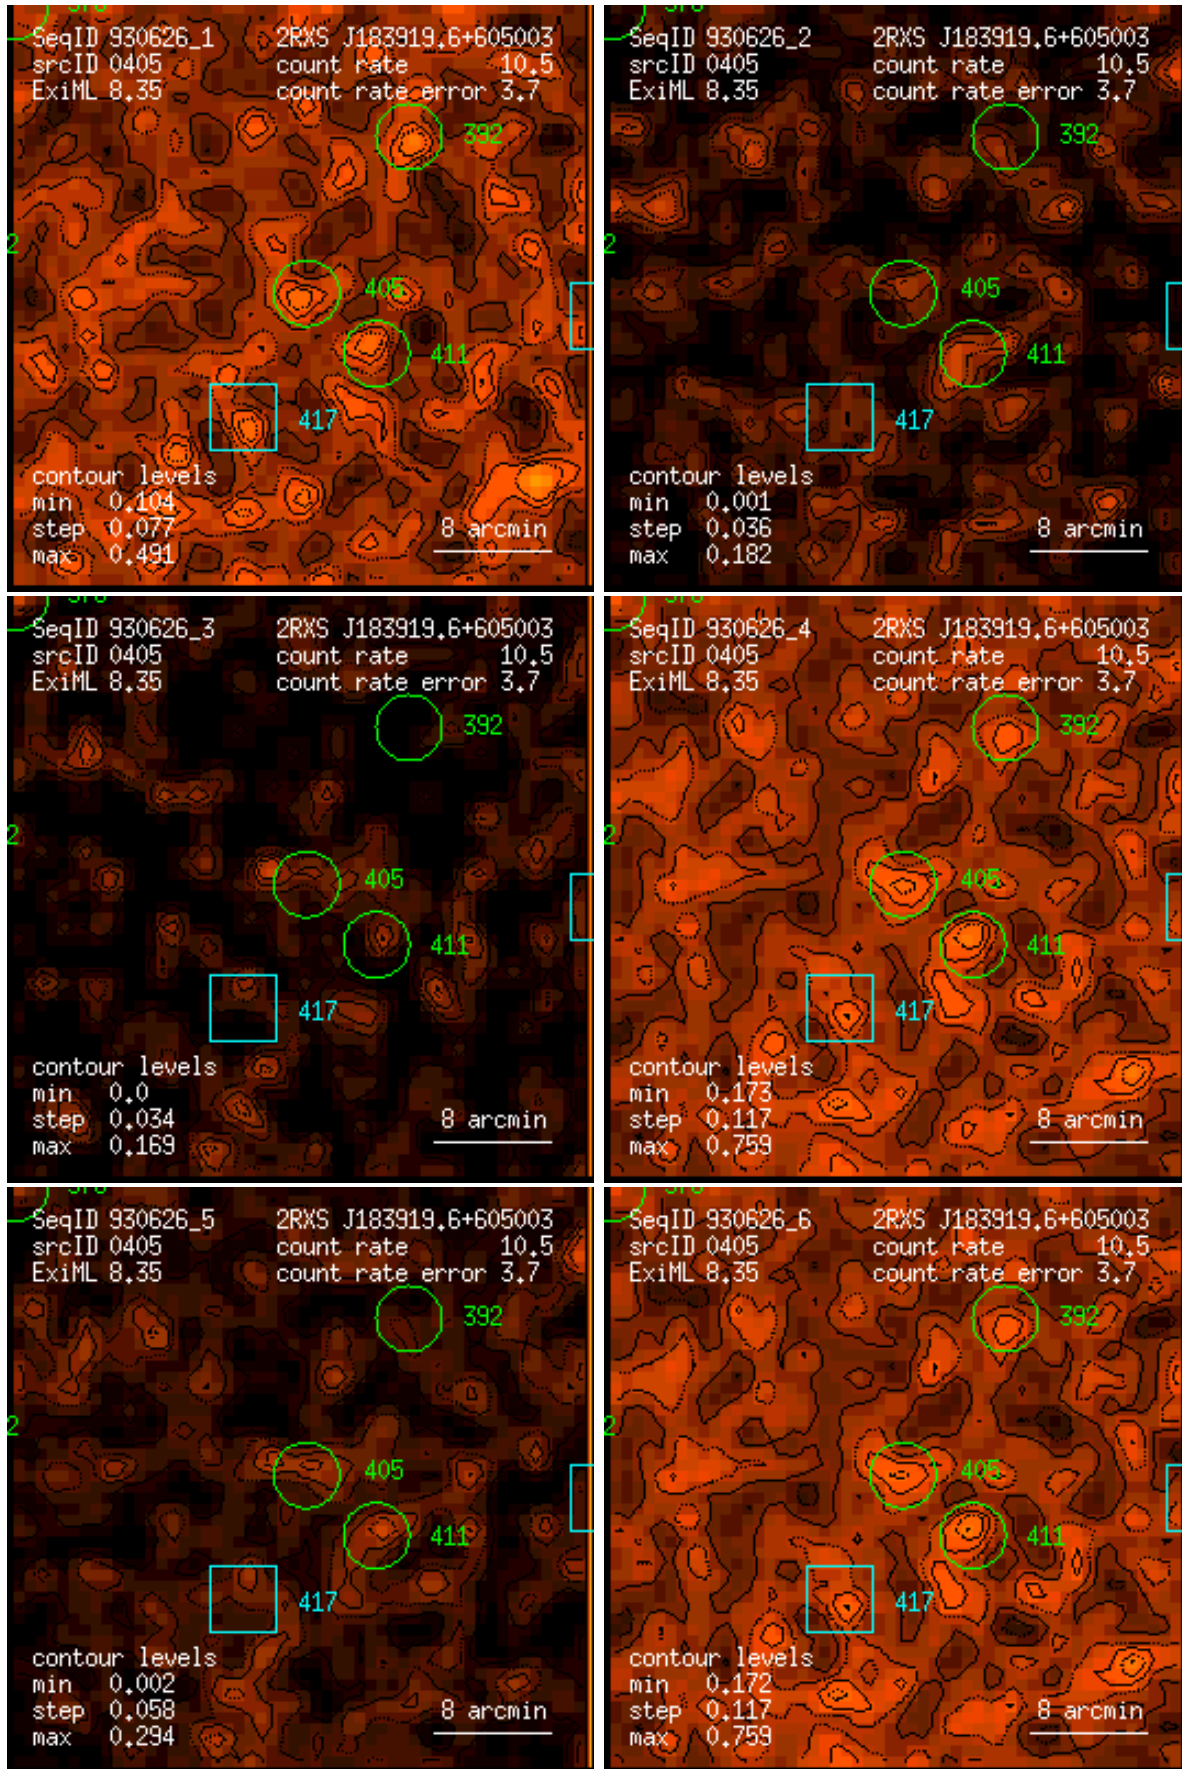 SeqID 930626_1 2RXS J183919.6+605003
srcID 0405 count rate 10.5
ExiML 8.35 count rate error 3.7
392
2
405
411
417
contour levels
min 0.104
step 0.077 8 arcmin
max 0.491
SeqID 930626_2 2RXS J183919.6+605003
srcID 0405 count rate 10.5
ExiML 8.35 count rate error 3.7
392
2
405
411
417
contour levels
min 0.001
step 0.036 8 arcmin
max 0.182
SeqID 930626_3 2RXS J183919.6+605003
srcID 0405 count rate 10.5
ExiML 8.35 count rate error 3.7
392
2
405
411
417
contour levels
min 0.0
step 0.034 8 arcmin
max 0.169
SeqID 930626_4 2RXS J183919.6+605003
srcID 0405 count rate 10.5
ExiML 8.35 count rate error 3.7
392
2
405
411
417
contour levels
min 0.173
step 0.117 8 arcmin
max 0.759
SeqID 930626_5 2RXS J183919.6+605003
srcID 0405 count rate 10.5
ExiML 8.35 count rate error 3.7
392
2
405
411
417
contour levels
min 0.002
step 0.058 8 arcmin
max 0.294
SeqID 930626_6 2RXS J183919.6+605003
srcID 0405 count rate 10.5
ExiML 8.35 count rate error 3.7
392
2
405
411
417
contour levels
min 0.172
step 0.117 8 arcmin
max 0.759